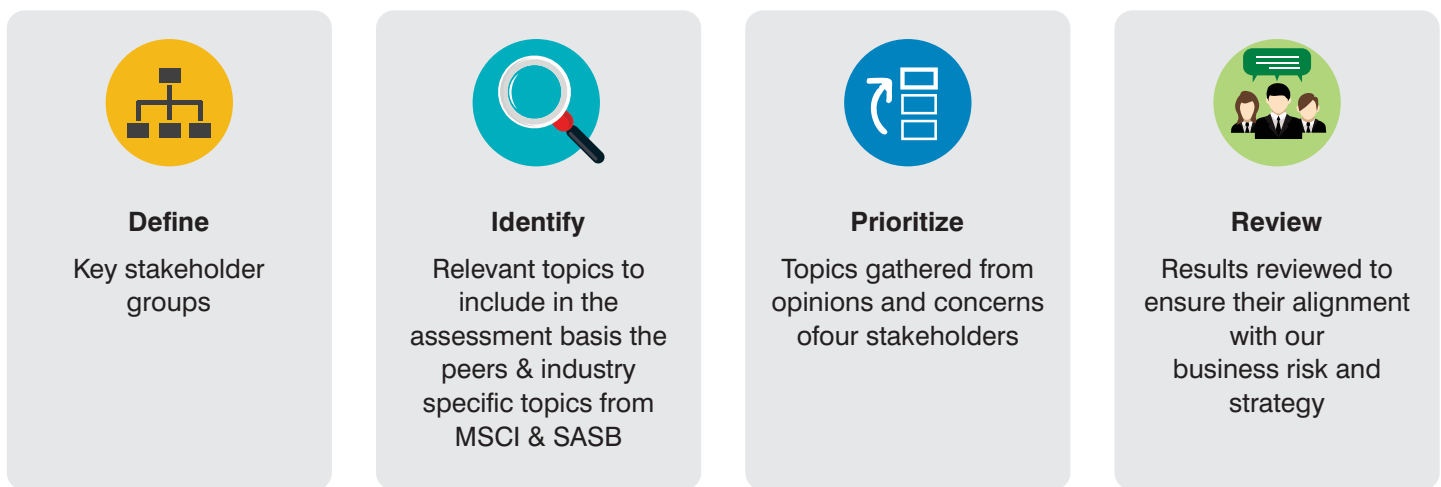 Define
Key stakeholder
groups
Identify
Relevant topics to
include in the
assessment basis the
peers & industry
specific topics from
MSCI & SASB
Prioritize
Topics gathered from
opinions and concerns
ofour stakeholders
Review
Results reviewed to
ensure their alignment
with our
business risk and
strategy